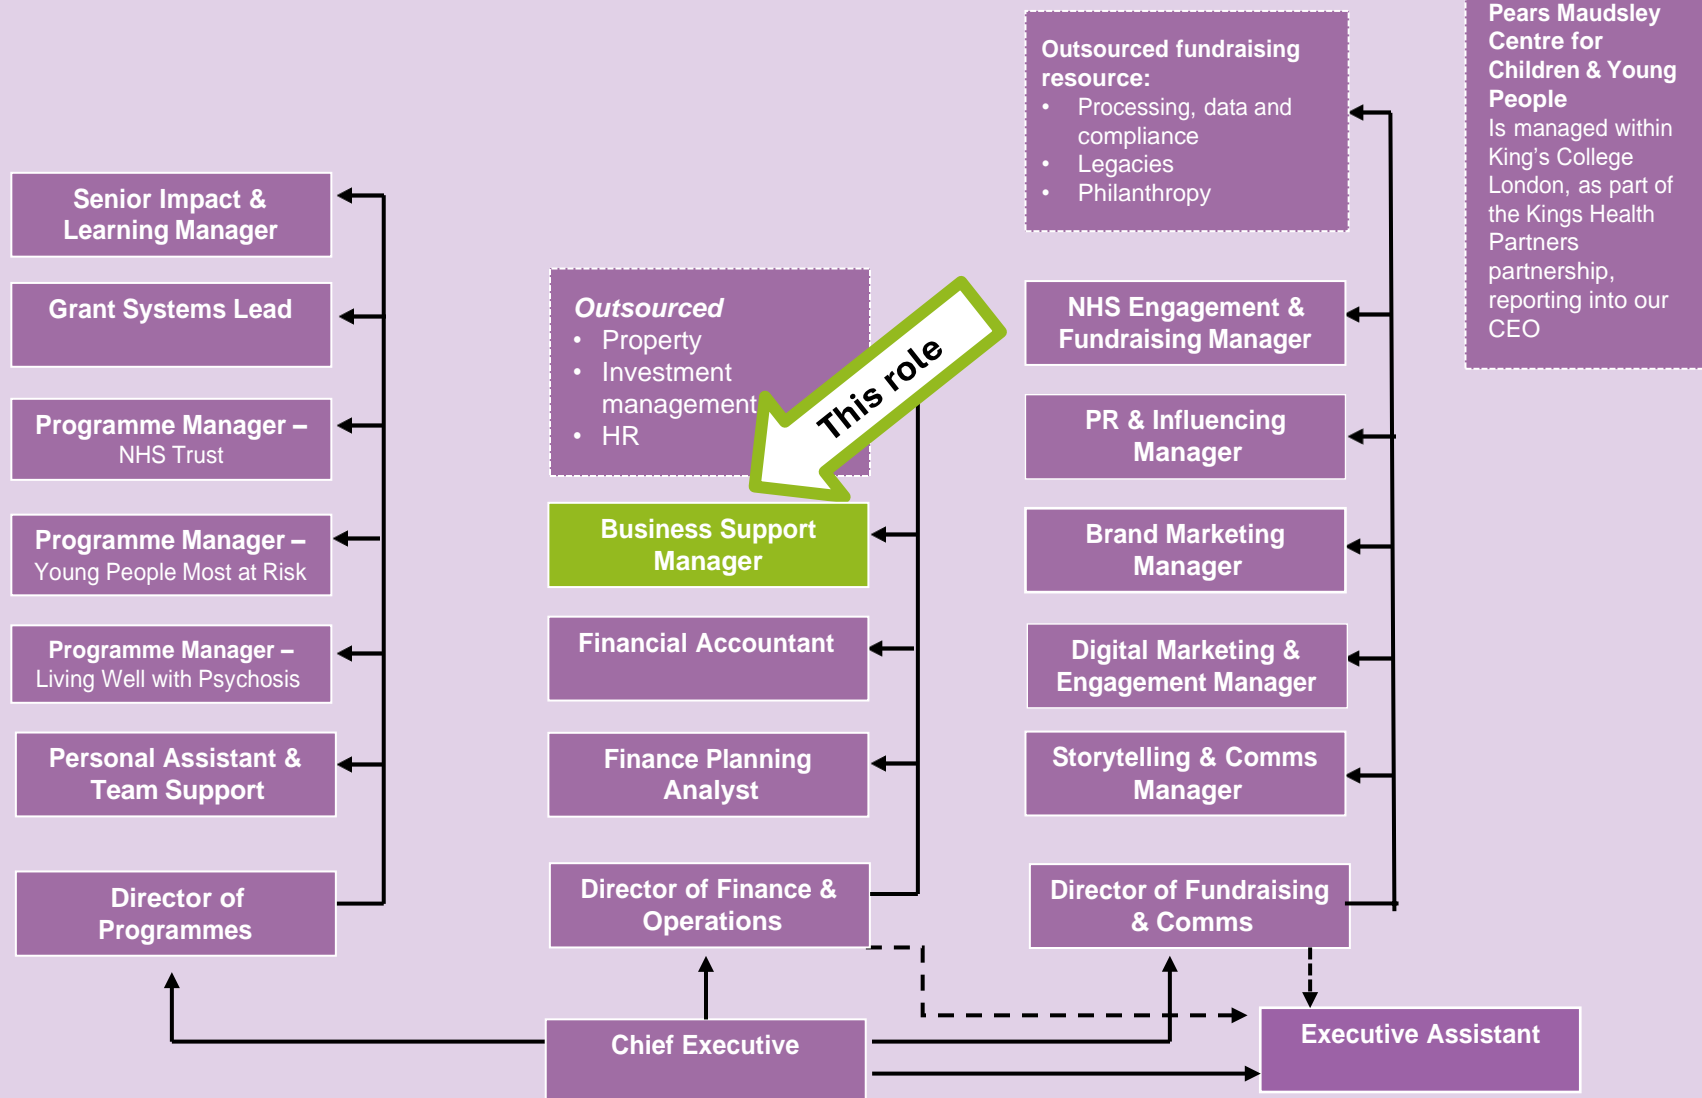 Pears Maudsley
Centre for
Children & Young
People
Is managed within
King's College
London, as part of
the Kings Health
Partners
partnership,
reporting into our
CEO
Outsourced fundraising
resource:
• Processing, data and
compliance
• Legacies
• Philanthropy
Senior Impact &
Learning Manager
Grant Systems Lead
Programme Manager –
NHS Trust
Programme Manager –
Young People Most at Risk
Programme Manager –
Living Well with Psychosis
Personal Assistant &
Team Support
Director of
Programmes
Outsourced
• Property
• Investment
management
• HR
This role
Business Support
Manager
Financial Accountant
Finance Planning
Analyst
Director of Finance &
Operations
NHS Engagement &
Fundraising Manager
PR & Influencing
Manager
Brand Marketing
Manager
Digital Marketing &
Engagement Manager
Storytelling & Comms
Manager
Director of Fundraising
& Comms
Chief Executive
Executive Assistant